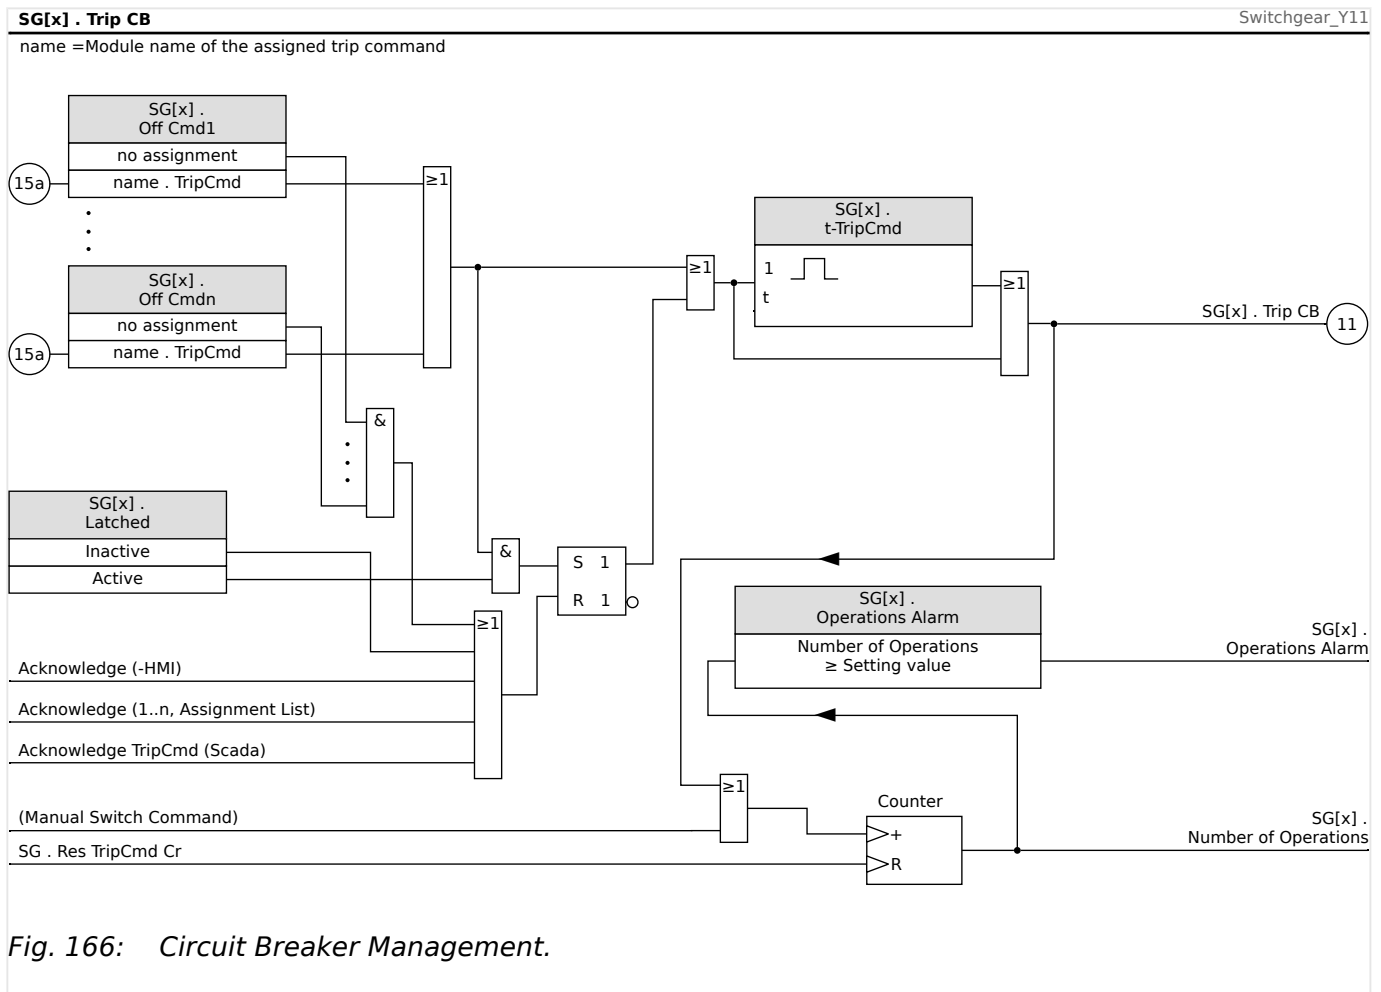 SG[x] . Trip CB
Switchgear_Y11
name =Module name of the assigned trip command
SG[x] .
Off Cmd1
no assignment
15a
name . TripCmd
≥1
SG[x] .
t-TripCmd
1
t
≥1
≥1
SG[x] . Trip CB
11
SG[x] .
Off Cmdn
no assignment
15a
name . TripCmd
&
SG[x] .
Latched
Inactive
Active
&
S 1
R 1
≥1
SG[x] .
Operations Alarm
Number of Operations
≥ Setting value
SG[x] .
Operations Alarm
Acknowledge (-HMI)
Acknowledge (1..n, Assignment List)
Acknowledge TripCmd (Scada)
≥1
Counter
(Manual Switch Command)
+
SG[x] .
Number of Operations
SG . Res TripCmd Cr
R
Fig. 166: Circuit Breaker Management.